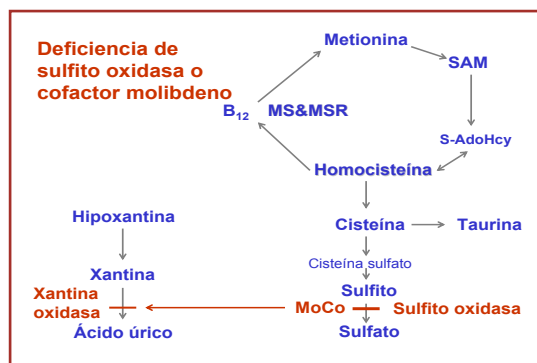 Deficiencia de
sulfito oxidasa o
cofactor molibdeno
Metionina
SAM
B12 MS&MSR
S-AdoHcy
Homocisteína
Hipoxantina
Cisteína
Taurina
Cisteína sulfato
Xantina
Sulfito
Xantina
oxidasa
MoCo
Sulfito oxidasa
Ácido úrico
Sulfato